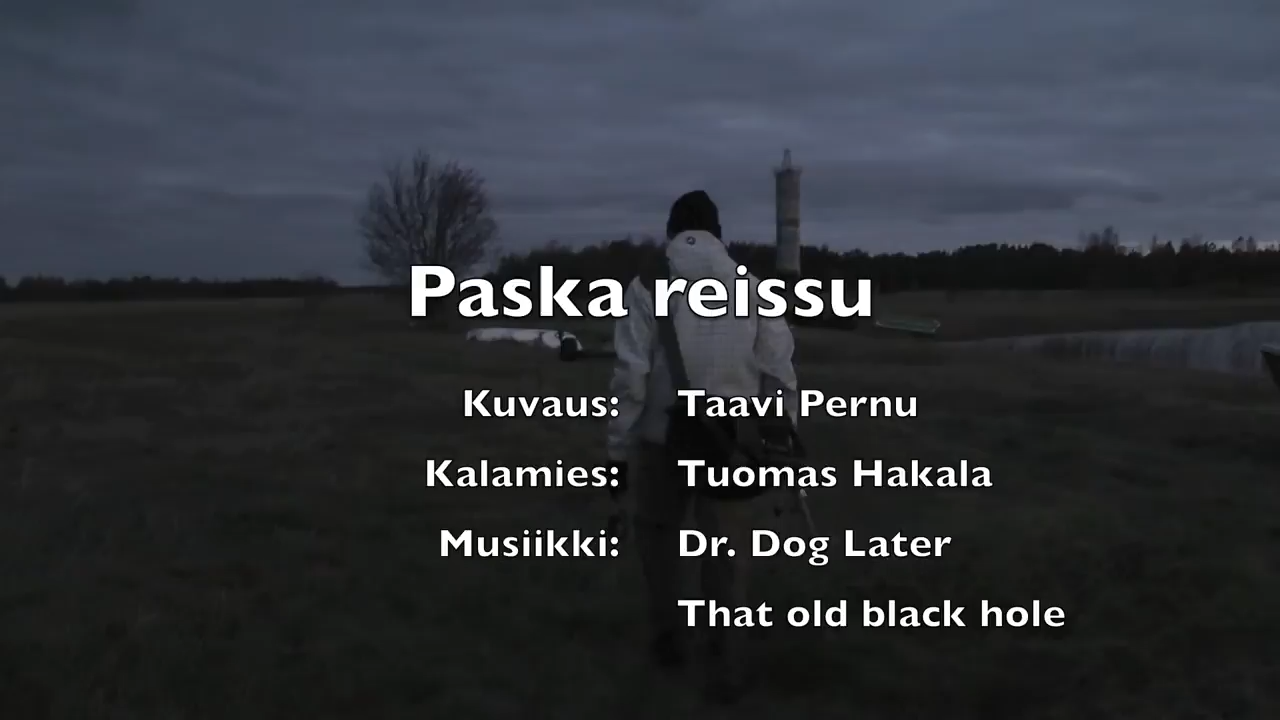 Paska reissu
Kuvaus: Taavi Pernu
Kalamies: Tuomas Hakala
Musiikki: Dr. Dog Later
That old black hole